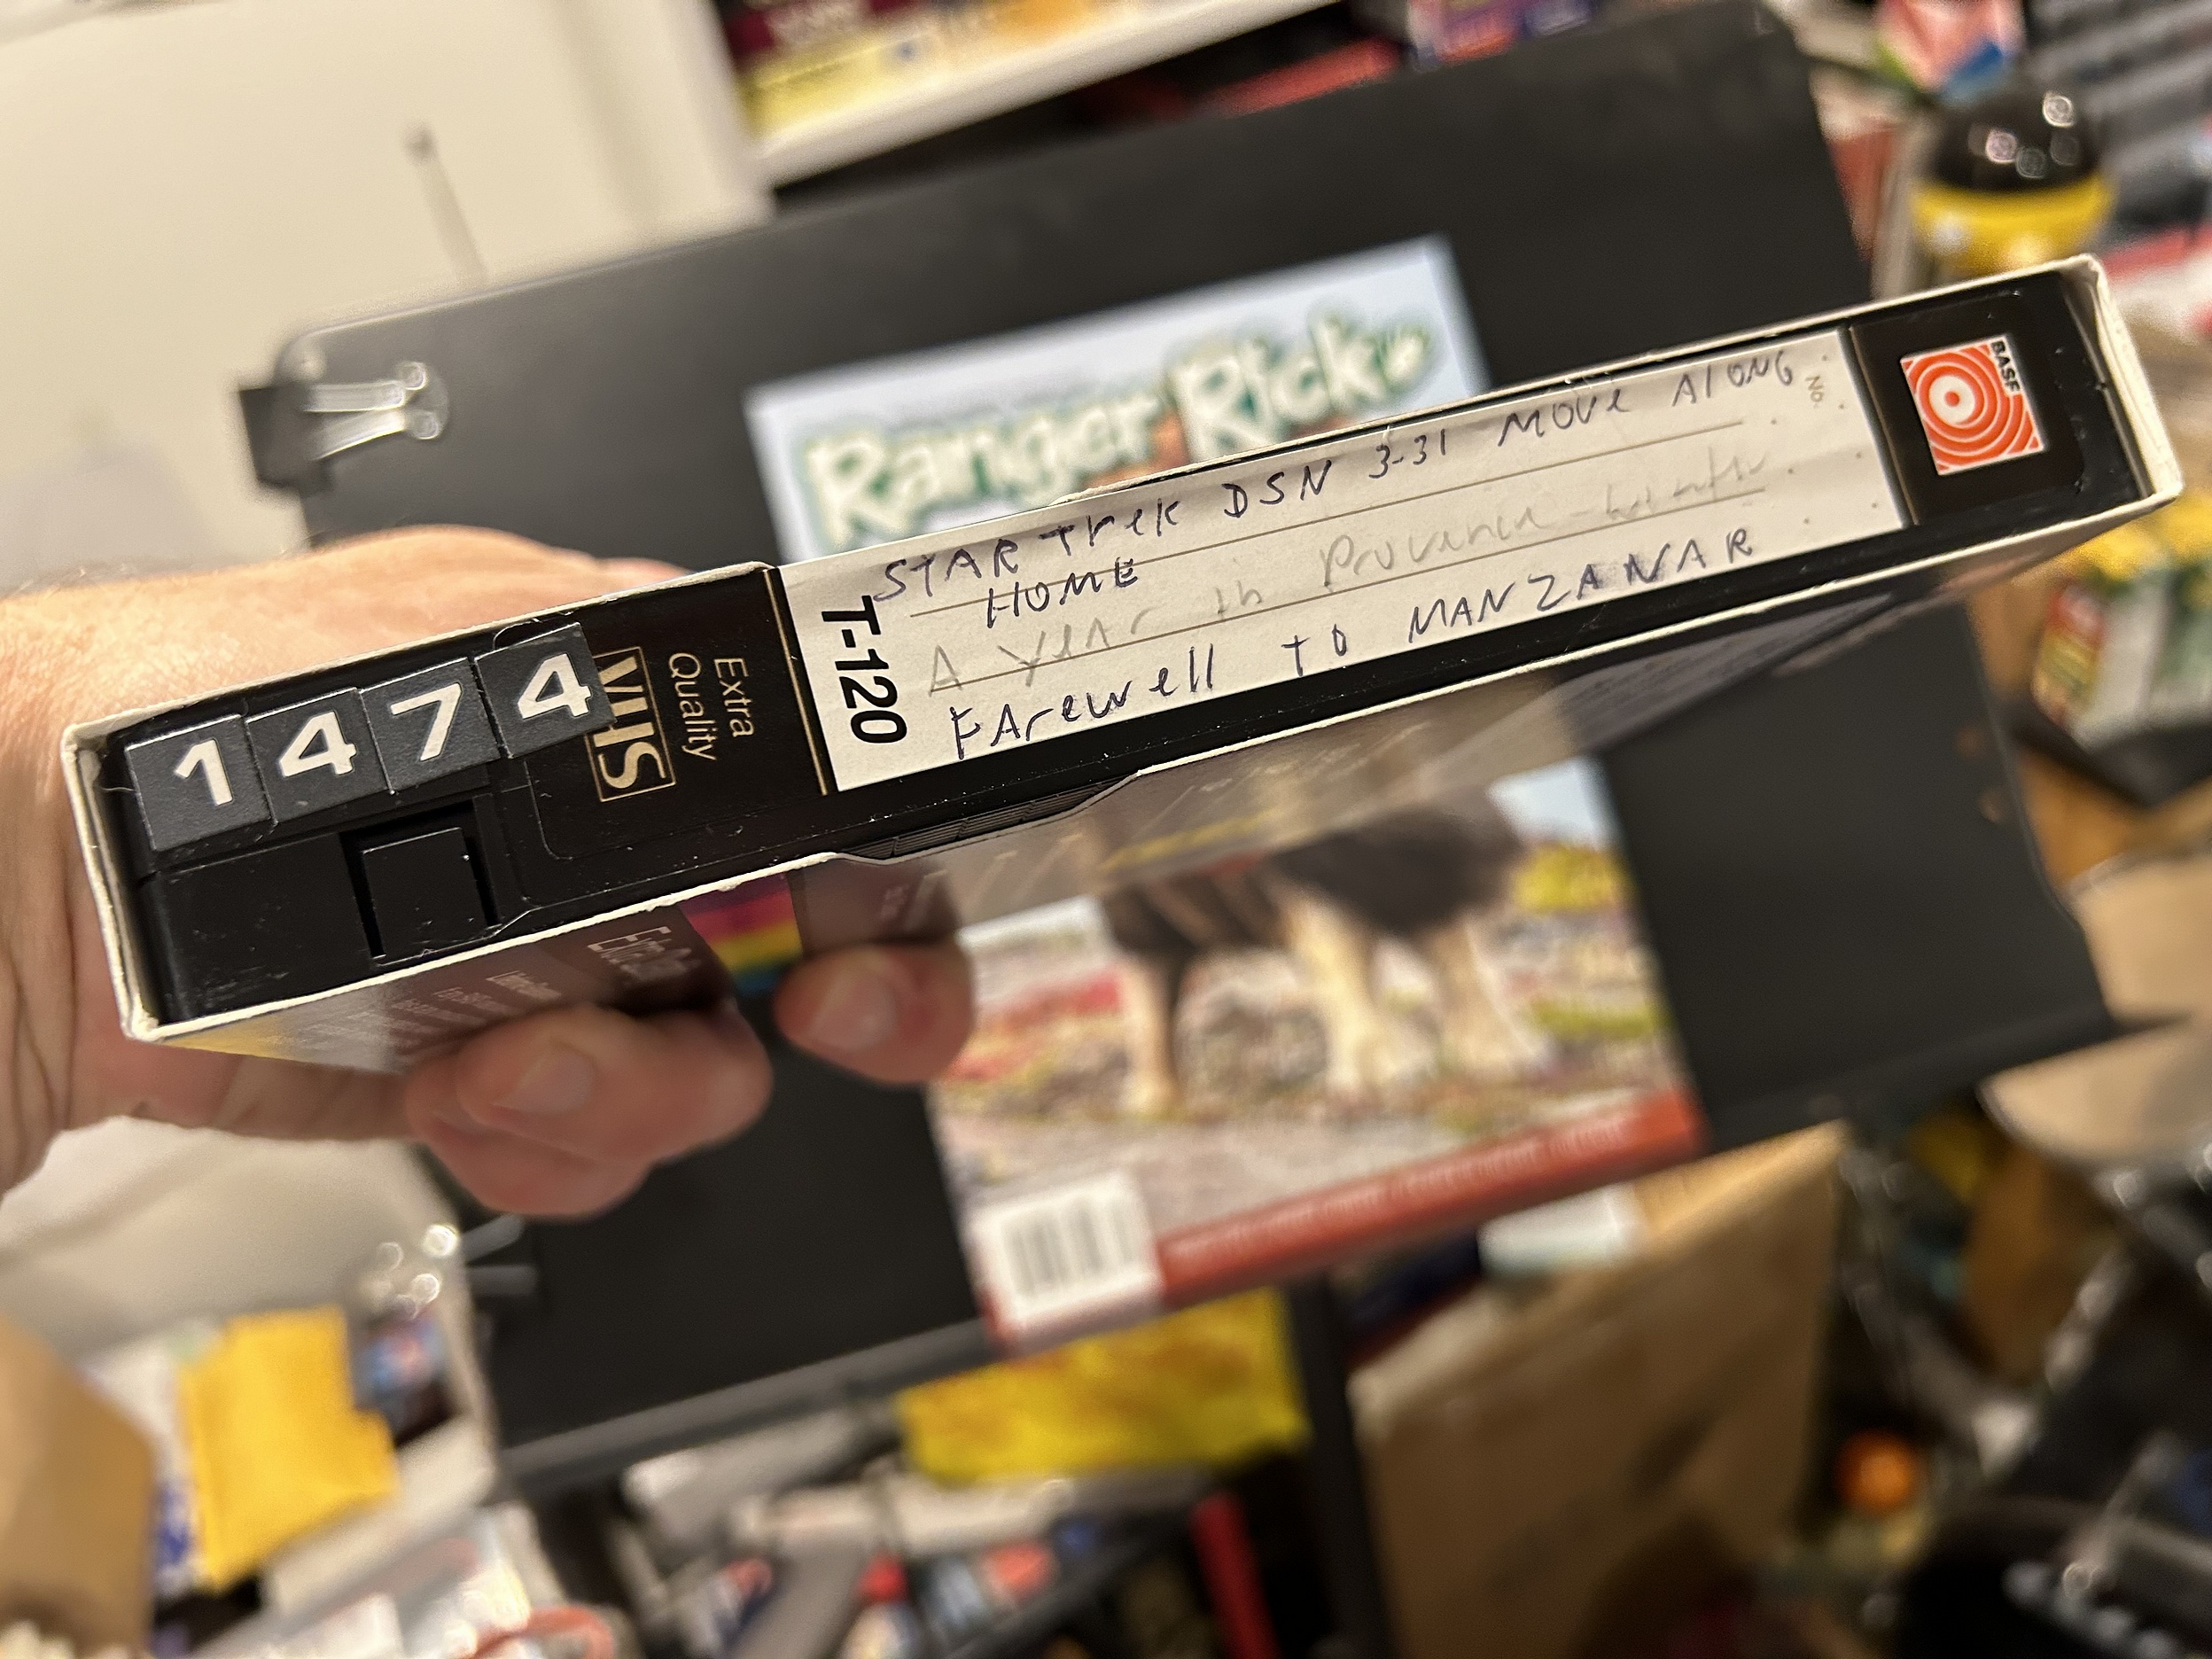 Ranger Rick
STAR Trek DSN 3-31 MOVe AlONG
HOME
A Year in Provence -
FArewell TO MANZANAR
No.
BASF
T-120
Extra
Quality
VHS
1474